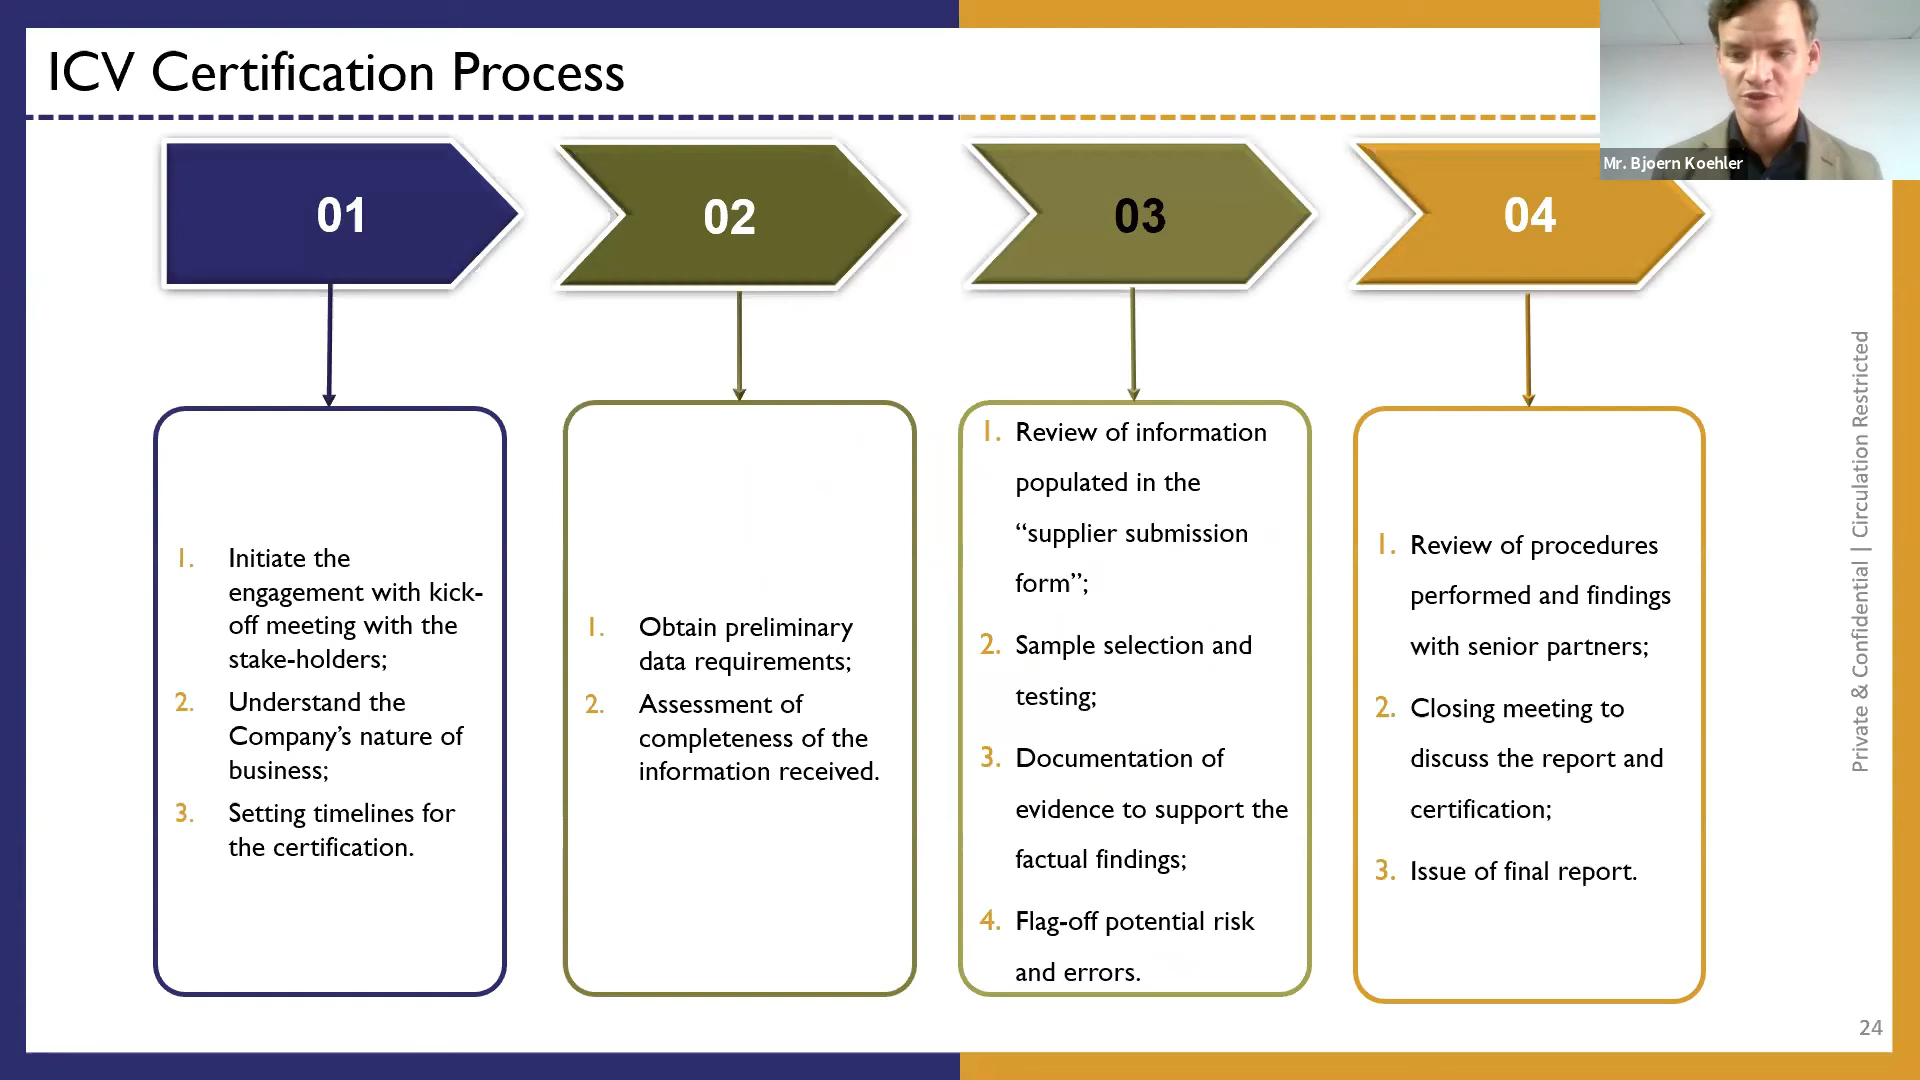 ICV Certification Process
Mr. Bjoern Koehler
01
02
03
04
1. Initiate the
engagement with kick-
off meeting with the
stake-holders;
2. Understand the
Company’s nature of
business;
3. Setting timelines for
the certification.
1. Obtain preliminary
data requirements;
2. Assessment of
completeness of the
information received.
1. Review of information
populated in the
“supplier submission
form”;
2. Sample selection and
testing;
3. Documentation of
evidence to support the
factual findings;
4. Flag-off potential risk
and errors.
1. Review of procedures
performed and findings
with senior partners;
2. Closing meeting to
discuss the report and
certification;
3. Issue of final report.
Private & Confidential | Circulation Restricted
24